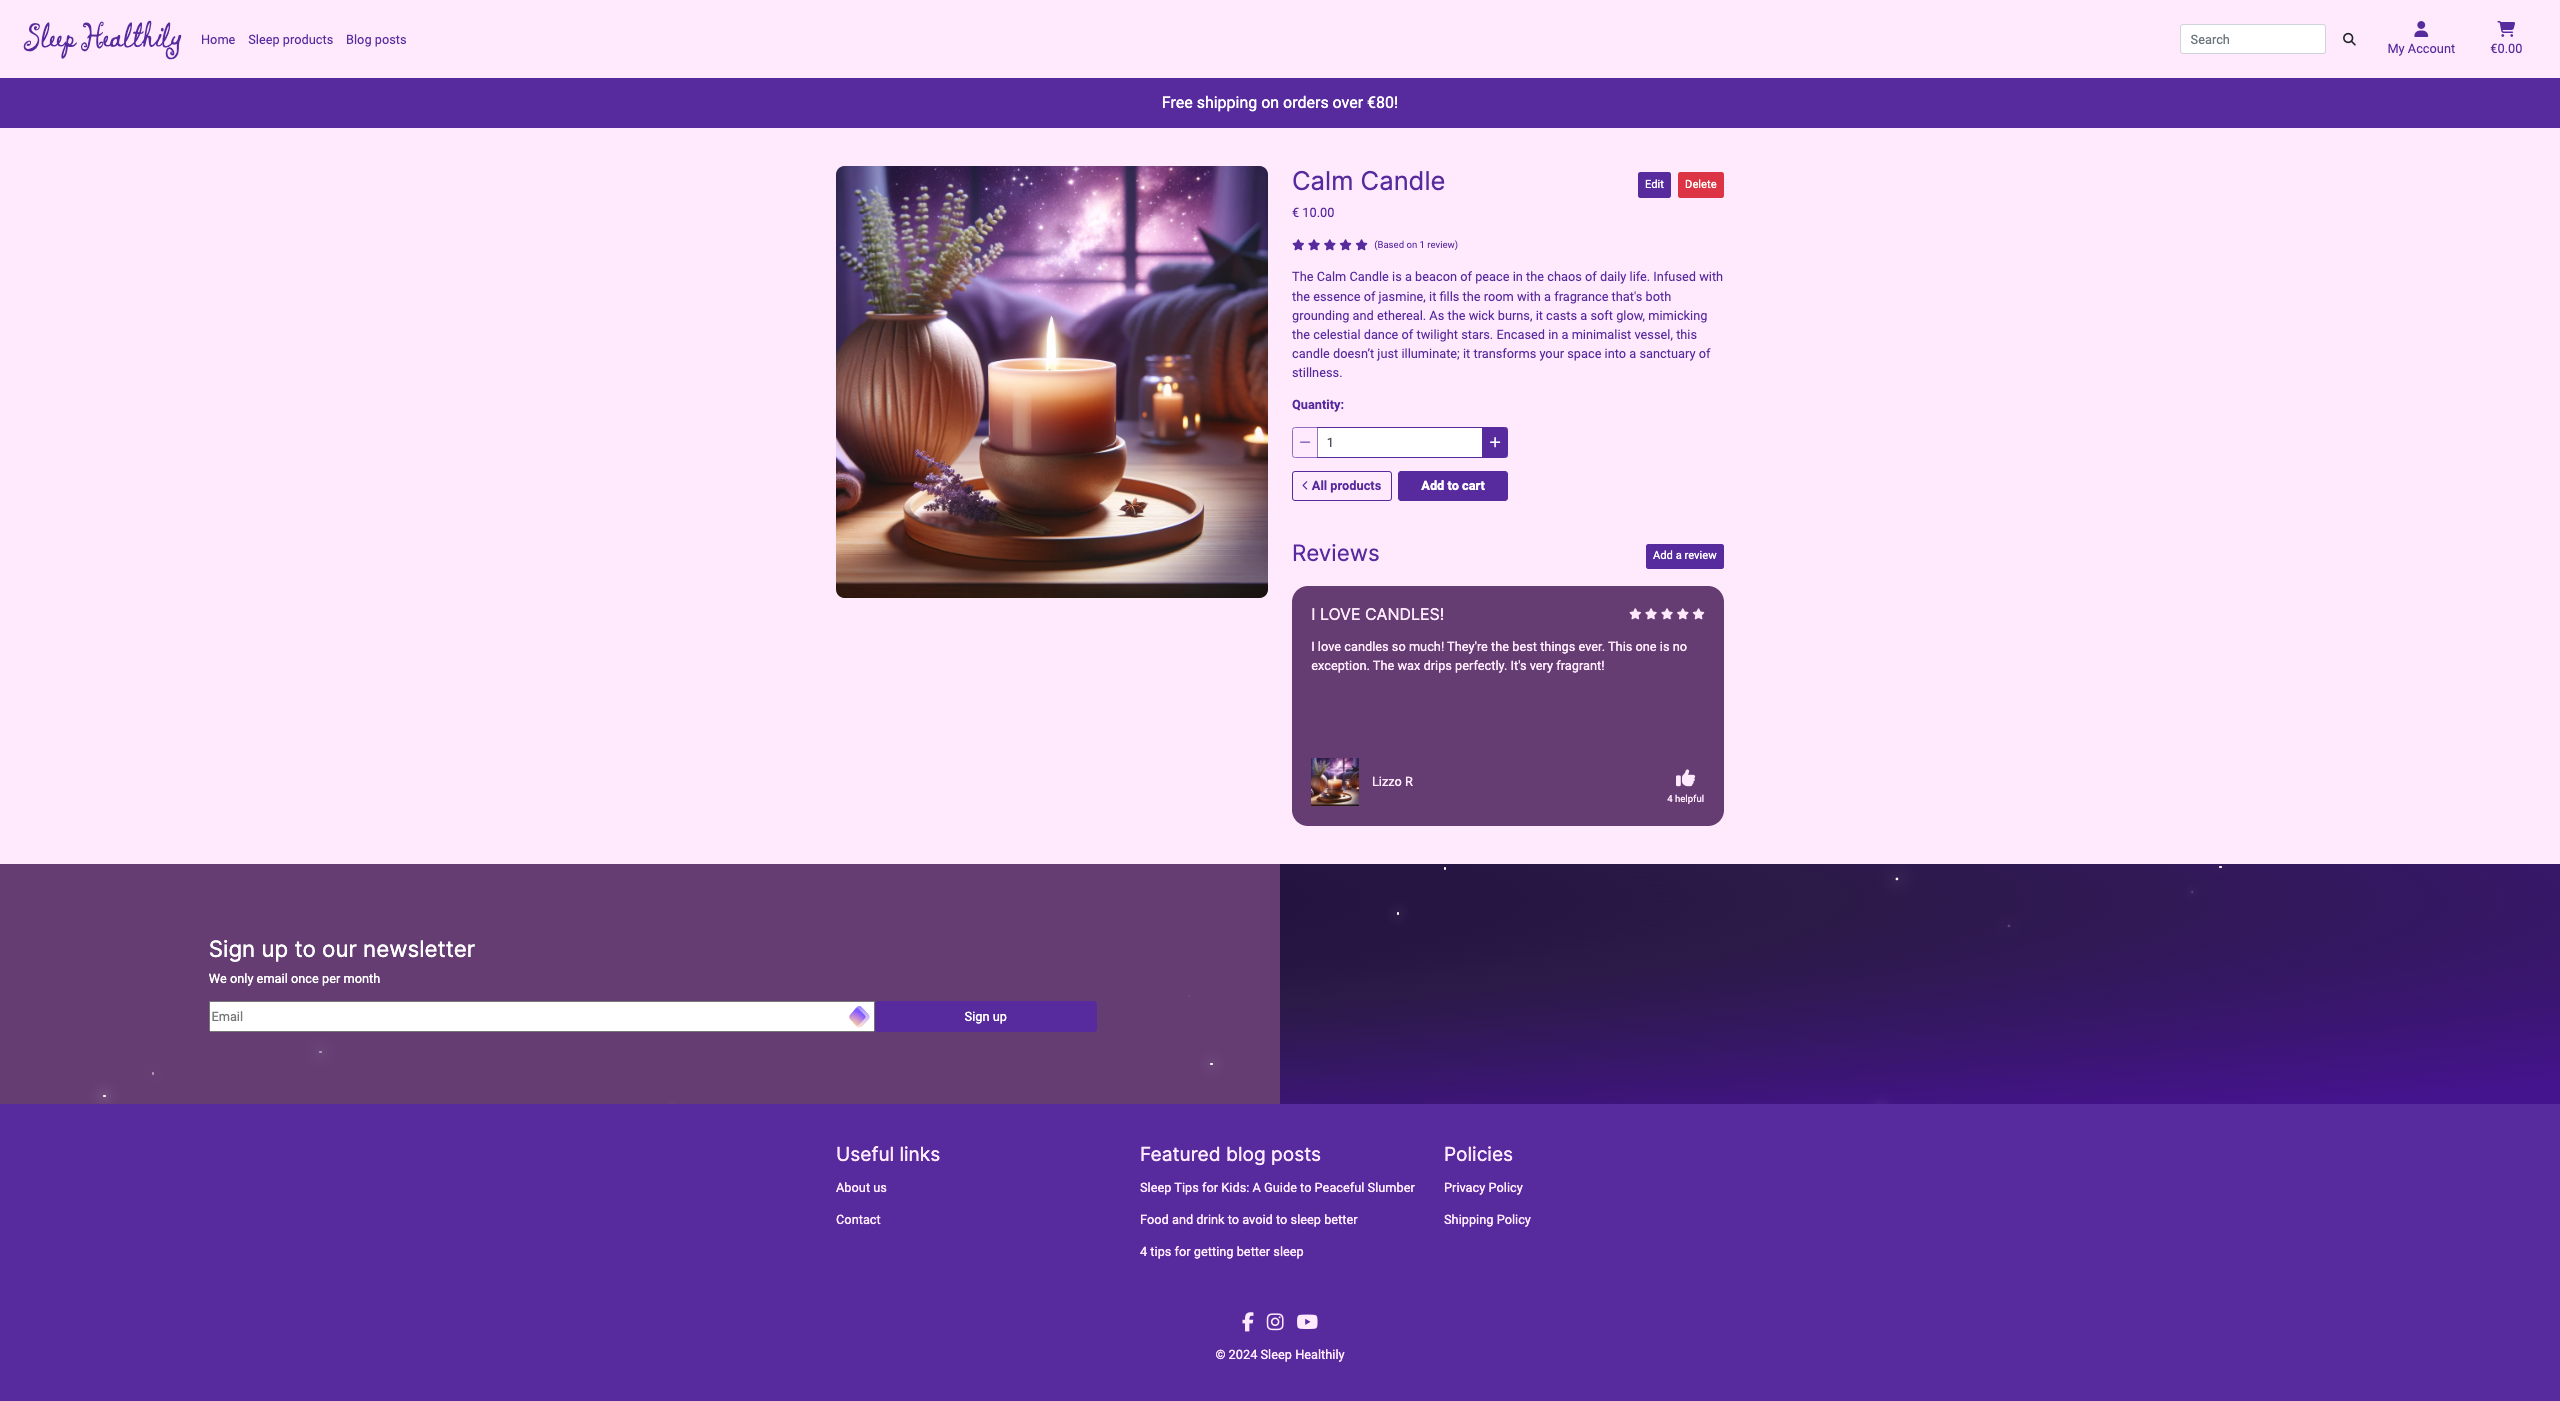 Sleep Healthily
Home Sleep products Blog posts
Search
My Account
€0.00
Free shipping on orders over €80!
Calm Candle
Edit Delete
€ 10.00
(Based on 1 review)
The Calm Candle is a beacon of peace in the chaos of daily life. Infused with
the essence of jasmine, it fills the room with a fragrance that's both
grounding and ethereal. As the wick burns, it casts a soft glow, mimicking
the celestial dance of twilight stars. Encased in a minimalist vessel, this
candle doesn't just illuminate; it transforms your space into a sanctuary of
stillness.
Quantity:
1
All products
Add to cart
Reviews
Add a review
I LOVE CANDLES!
I love candles so much! They're the best things ever. This one is no
exception. The wax drips perfectly. It's very fragrant!
Lizzo R
4 helpful
Sign up to our newsletter
We only email once per month
Email
Sign up
Useful links
About us
Contact
Featured blog posts
Sleep Tips for Kids: A Guide to Peaceful Slumber
Food and drink to avoid to sleep better
4 tips for getting better sleep
Policies
Privacy Policy
Shipping Policy
© 2024 Sleep Healthily